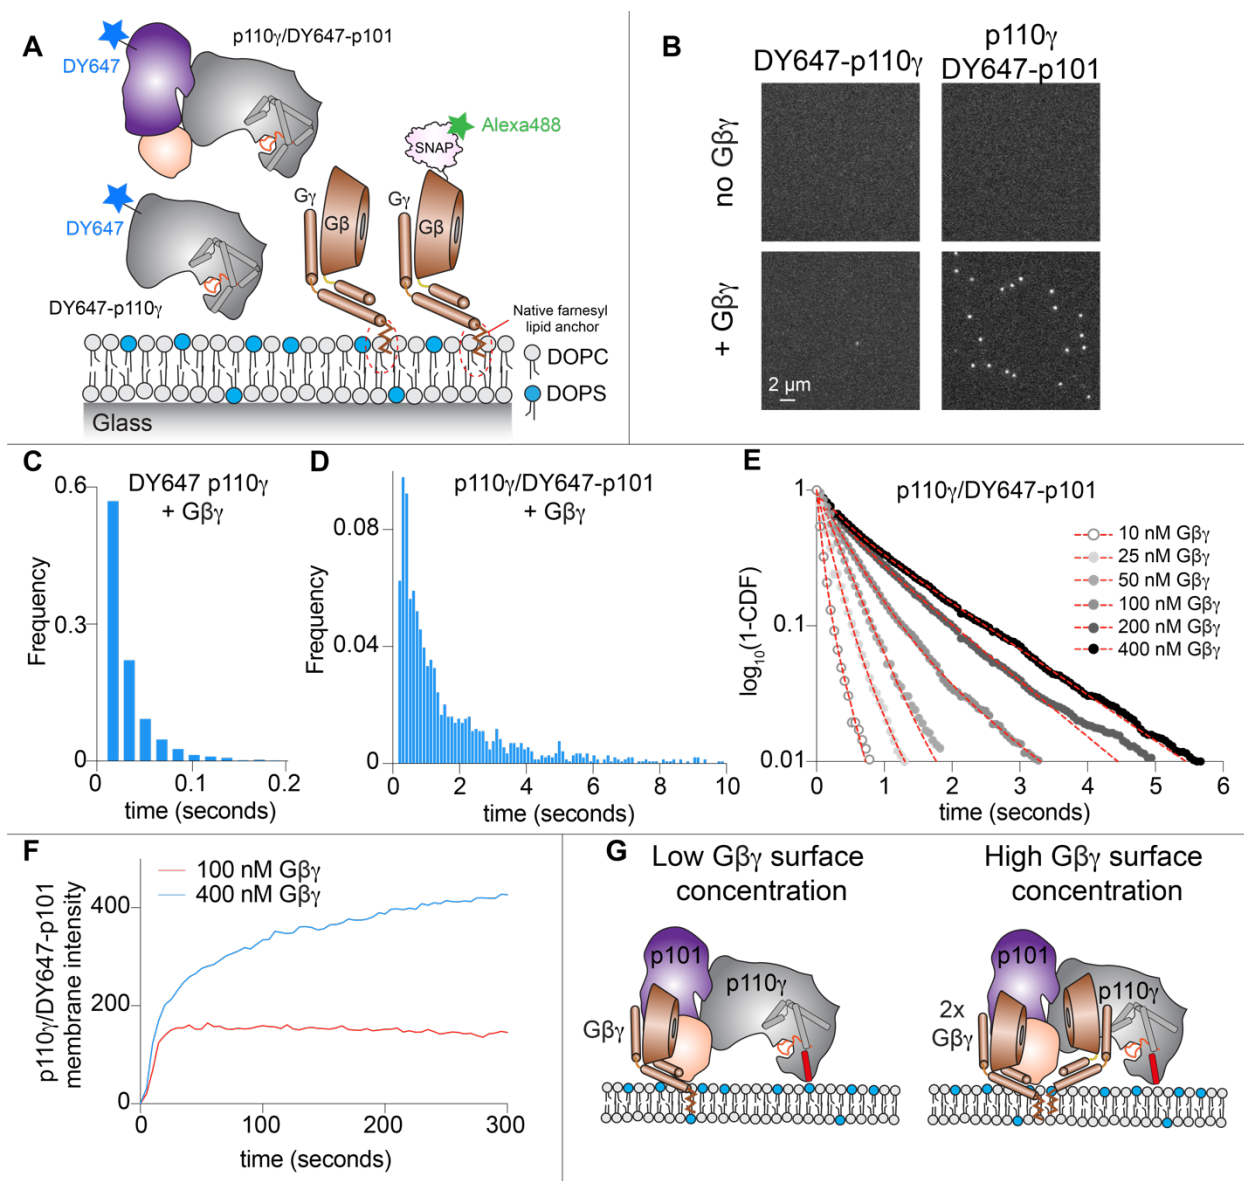 A
p110γ/DY647-p101
DY647
Alexa488
SNAP
Gγ
Gβ
Gγ
Gβ
DY647
DY647-p110γ
Native farnesyl
lipid anchor
DOPC
DOPS
Glass
B
DY647-p110γ
p110γ
DY647-p101
no Gβγ
+ Gβγ
2 µm
C
DY647 p110γ
+ Gβγ
Frequency
0.6
0.3
0
0
0.1
0.2
time (seconds)
D
p110γ/DY647-p101
+ Gβγ
Frequency
0.08
0.04
0
0
2
4
6
8
10
time (seconds)
E
p110γ/DY647-p101
log10(1-CDF)
1
0.1
0.01
10 nM Gβγ
25 nM Gβγ
50 nM Gβγ
100 nM Gβγ
200 nM Gβγ
400 nM Gβγ
0
1
2
3
4
5
6
time (seconds)
F
100 nM Gβγ
400 nM Gβγ
p110γ/DY647-p101
membrane intensity
400
200
0
0
100
200
300
time (seconds)
G
Low Gβγ surface
concentration
High Gβγ surface
concentration
p101
p110γ
Gβγ
p101
p110γ
2x
Gβγ